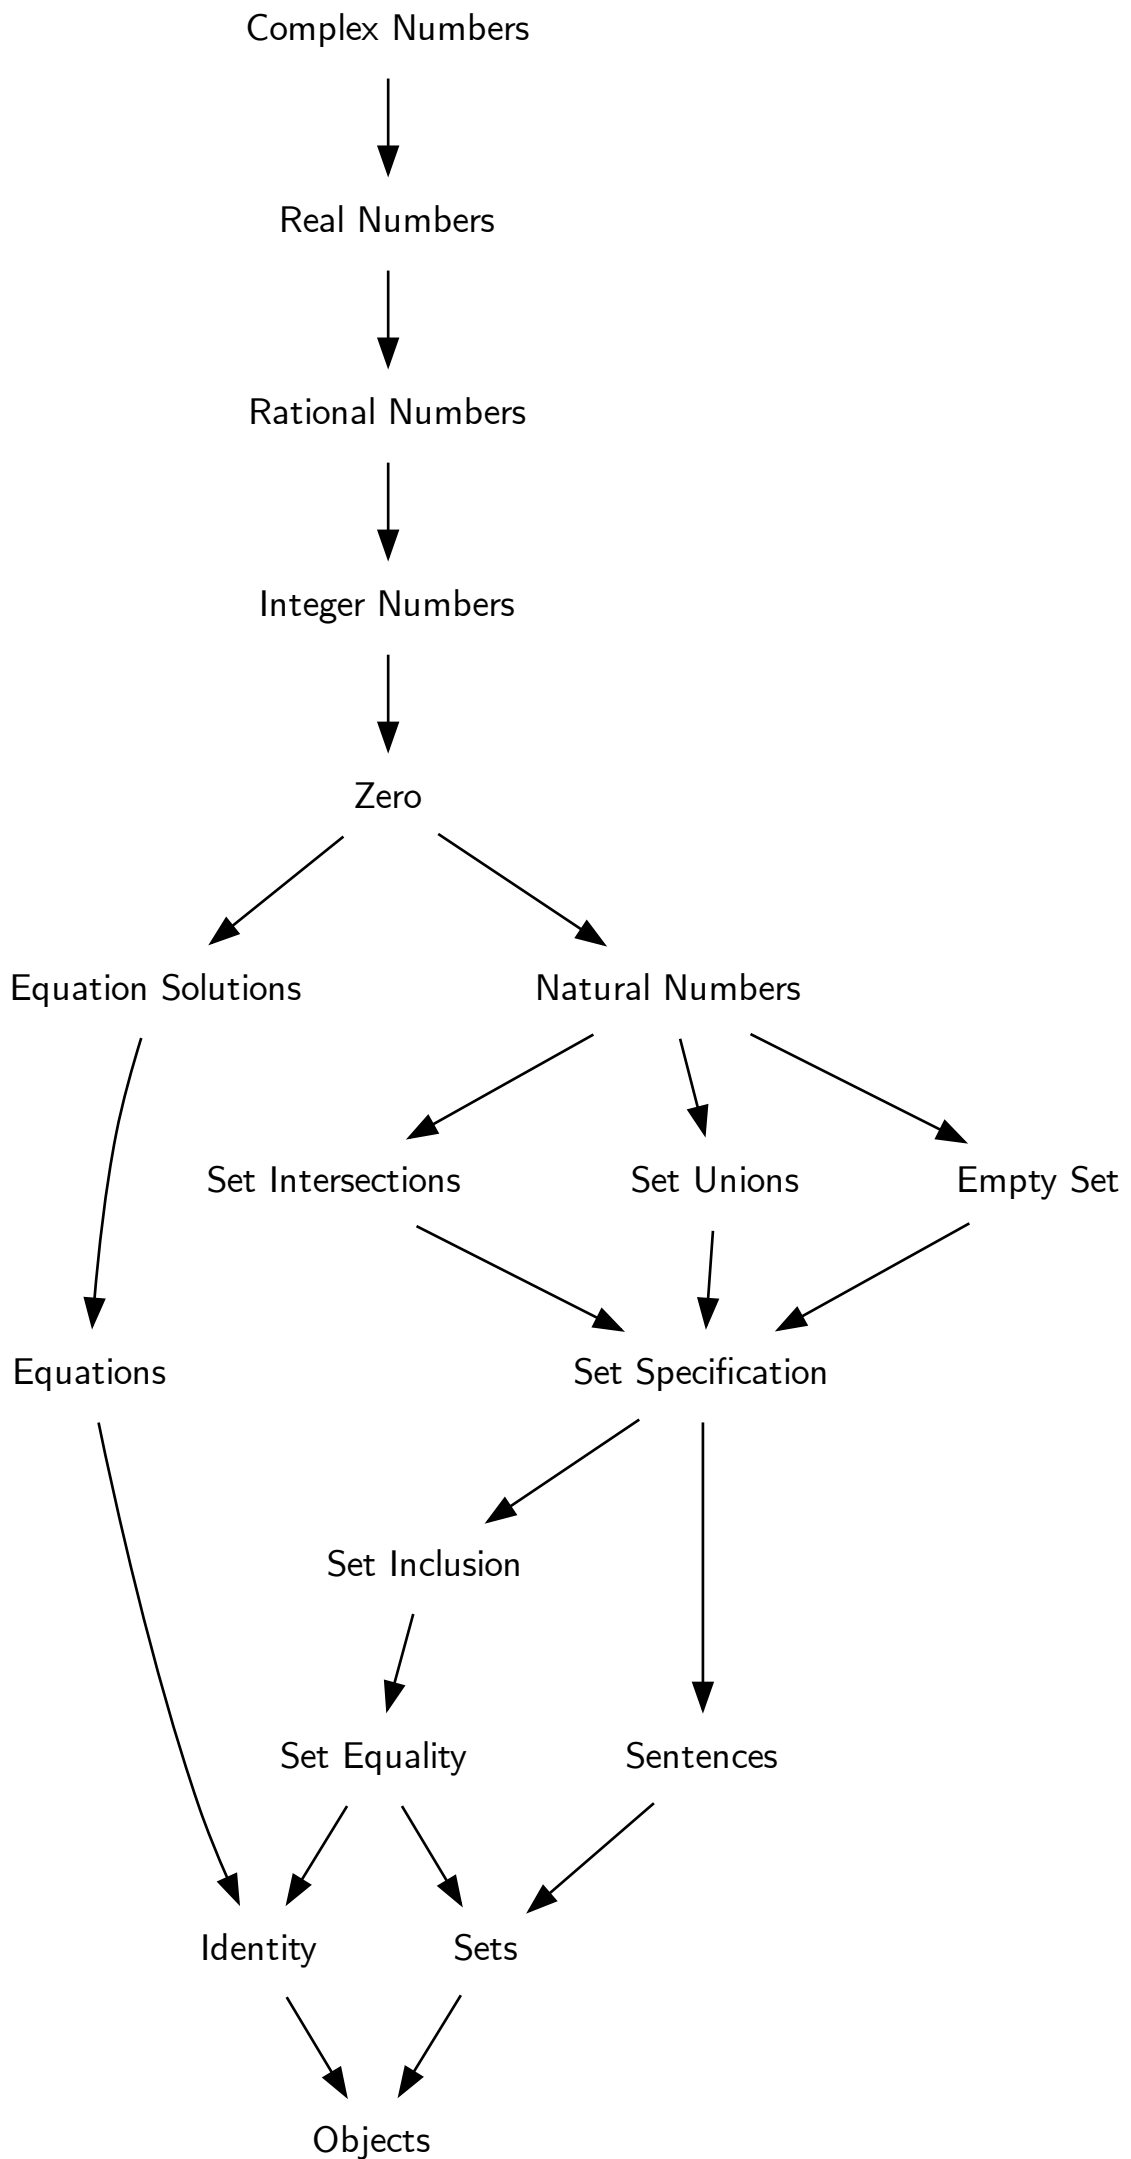 Complex Numbers
Real Numbers
Rational Numbers
Integer Numbers
Zero
Equation Solutions
Natural Numbers
Set Intersections
Set Unions
Empty Set
Equations
Set Specification
Set Inclusion
Set Equality
Sentences
Identity
Sets
Objects